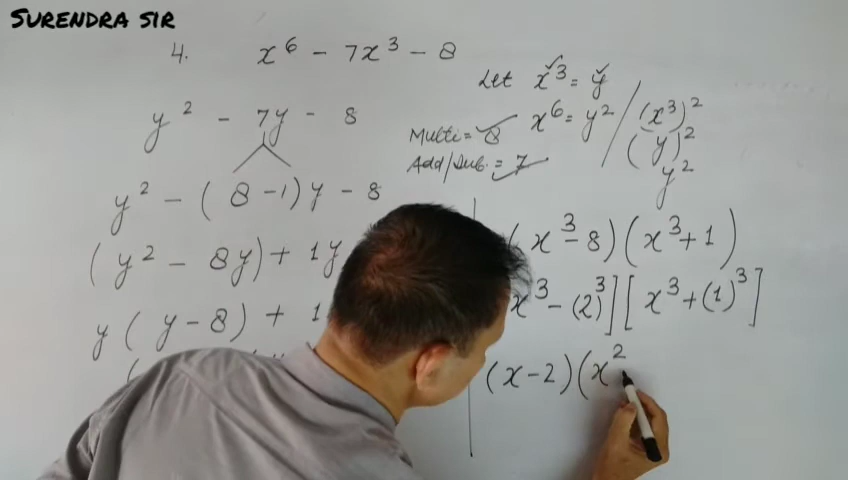 SURENDRA SIR
4. x⁶ - 7x³ - 8
Let x³ = y
x⁶ = y² / (x³)²
(y)²
y²
y² - 7y - 8
Multi = 8
Add/Sub. = 7
y² - (8 - 1)y - 8
(y² - 8y) + 1y
y(y - 8) + 1
(
(x³ - 8)(x³ + 1)
x³ - (2)³][x³ + (1)³]
(x - 2)(x²